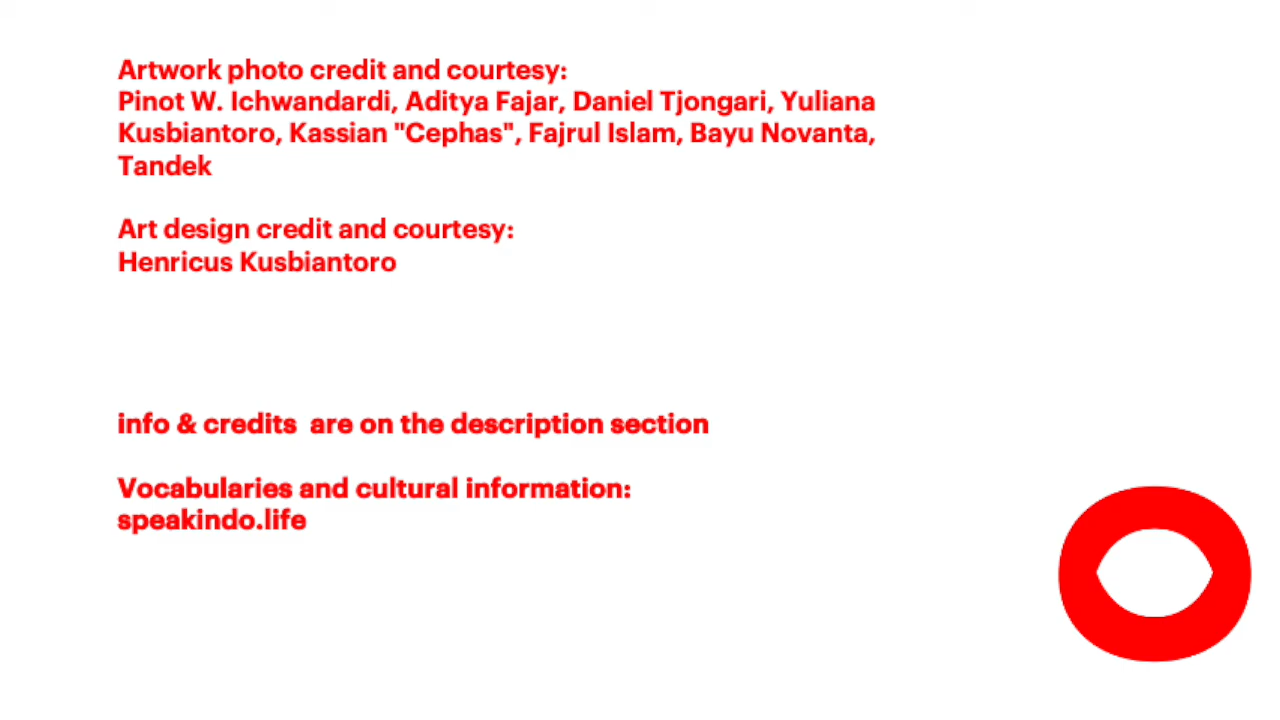 Artwork photo credit and courtesy:
Pinot W. Ichwandardi, Aditya Fajar, Daniel Tjongari, Yuliana
Kusbiantoro, Kassian "Cephas", Fajrul Islam, Bayu Novanta,
Tandek
Art design credit and courtesy:
Henricus Kusbiantoro
info & credits  are on the description section
Vocabularies and cultural information:
speakindo.life